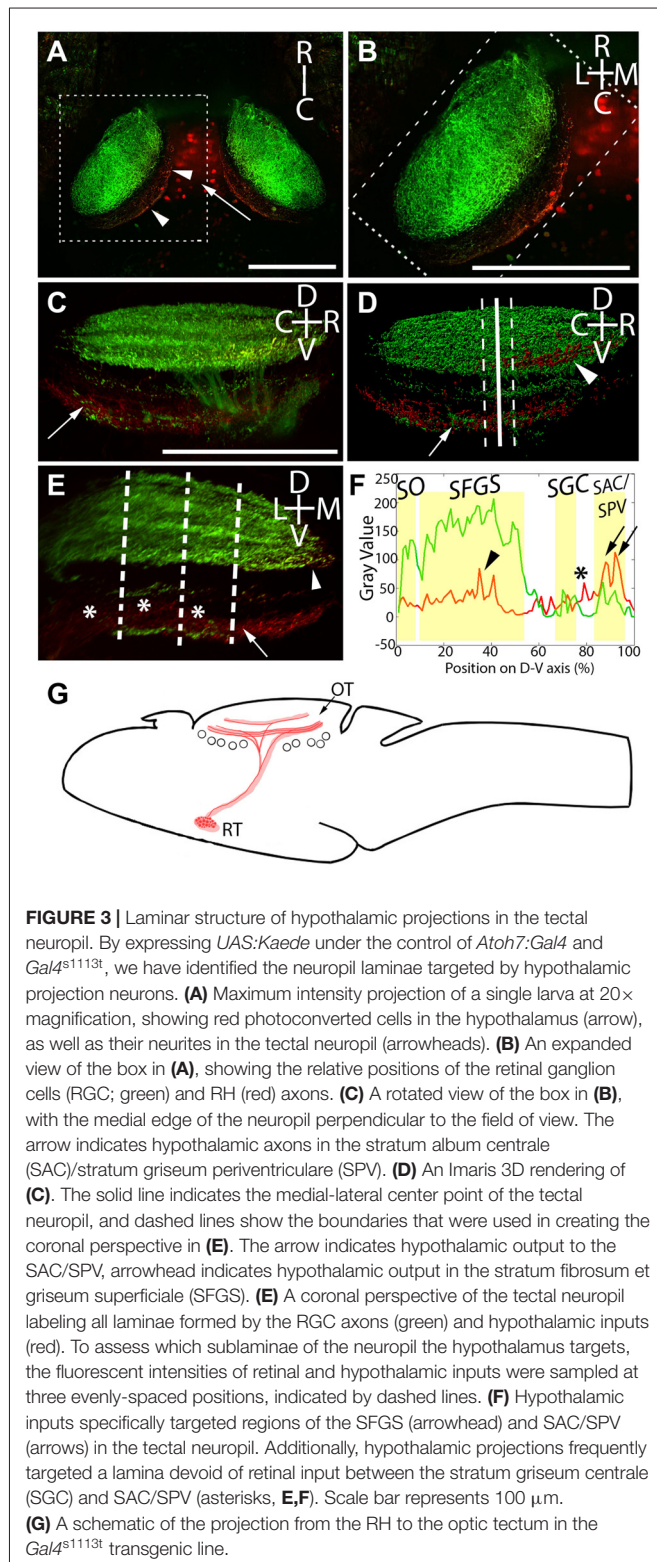 A
R
C
B
R
L M
C
C
D
C R
V
D
D
C R
V
E
D
L M
V
*
*
*
F
250
200
150
100
50
0
-50
Gray Value
SO
SFGS
SGC
SAC/
SPV
*
0 20 40 60 80 100
Position on D-V axis (%)
G
OT
RT
FIGURE 3 | Laminar structure of hypothalamic projections in the tectal
neuropil. By expressing UAS:Kaede under the control of Atoh7:Gal4 and
Gal4s1113t, we have identified the neuropil laminae targeted by hypothalamic
projection neurons. (A) Maximum intensity projection of a single larva at 20×
magnification, showing red photoconverted cells in the hypothalamus (arrow),
as well as their neurites in the tectal neuropil (arrowheads). (B) An expanded
view of the box in (A), showing the relative positions of the retinal ganglion
cells (RGC; green) and RH (red) axons. (C) A rotated view of the box in (B),
with the medial edge of the neuropil perpendicular to the field of view. The
arrow indicates hypothalamic axons in the stratum album centrale
(SAC)/stratum griseum periventriculare (SPV). (D) An Imaris 3D rendering of
(C). The solid line indicates the medial-lateral center point of the tectal
neuropil, and dashed lines show the boundaries that were used in creating the
coronal perspective in (E). The arrow indicates hypothalamic output to the
SAC/SPV, arrowhead indicates hypothalamic output in the stratum fibrosum et
griseum superficiale (SFGS). (E) A coronal perspective of the tectal neuropil
labeling all laminae formed by the RGC axons (green) and hypothalamic inputs
(red). To assess which sublaminae of the neuropil the hypothalamus targets,
the fluorescent intensities of retinal and hypothalamic inputs were sampled at
three evenly-spaced positions, indicated by dashed lines. (F) Hypothalamic
inputs specifically targeted regions of the SFGS (arrowhead) and SAC/SPV
(arrows) in the tectal neuropil. Additionally, hypothalamic projections frequently
targeted a lamina devoid of retinal input between the stratum griseum centrale
(SGC) and SAC/SPV (asterisks, E,F). Scale bar represents 100 μm.
(G) A schematic of the projection from the RH to the optic tectum in the
Gal4s1113t transgenic line.